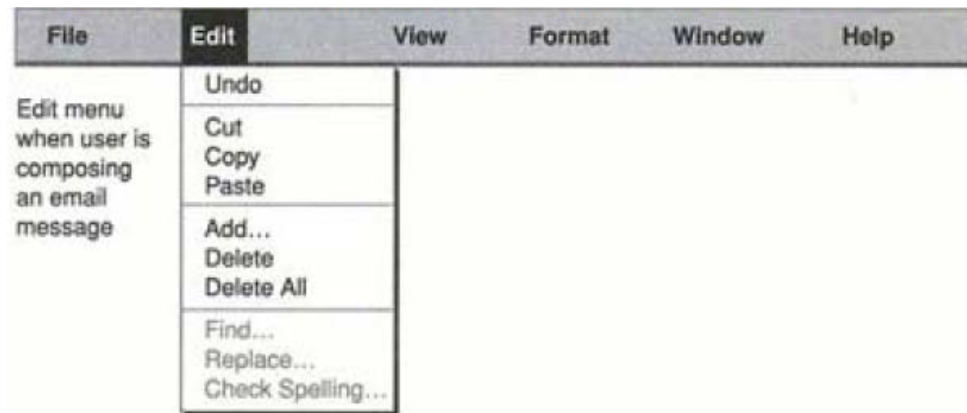 File Edit View Format Window Help
Edit menu
when user is
composing
an email
message
Undo
Cut
Copy
Paste
Add...
Delete
Delete All
Find...
Replace...
Check Spelling...